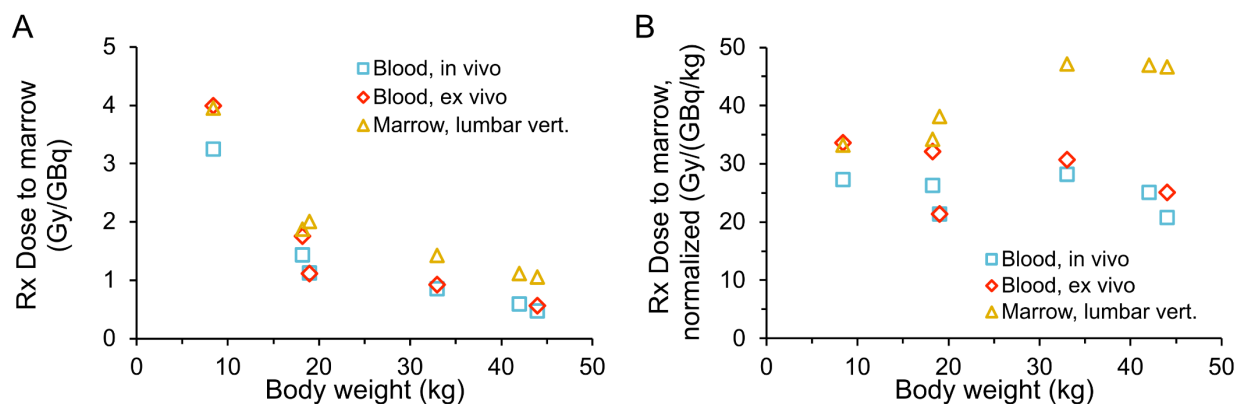 A
Rx Dose to marrow
(Gy/GBq)
5
4
3
2
1
0
Blood, in vivo
Blood, ex vivo
Marrow, lumbar vert.
0 10 20 30 40 50
Body weight (kg)
B
Rx Dose to marrow,
normalized (Gy/(GBq/kg)
50
40
30
20
10
0
Blood, in vivo
Blood, ex vivo
Marrow, lumbar vert.
0 10 20 30 40 50
Body weight (kg)